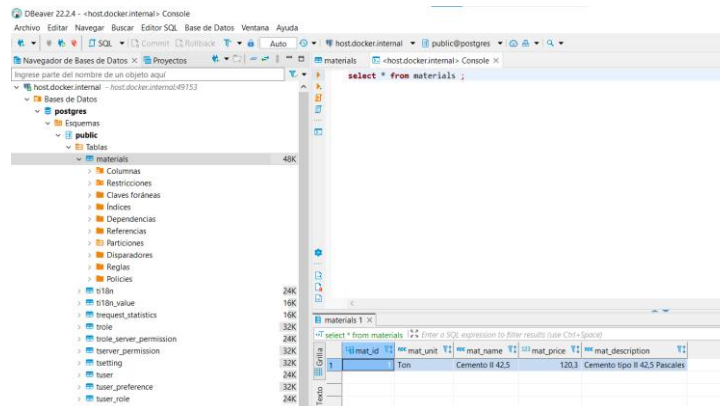 DBeaver 22.2.4 - <host.docker.internal> Console
Archivo Editar Navegar Buscar Editor SQL Base de Datos Ventana Ayuda
SQL Commit Rollback Auto host.docker.internal public@postgres
Navegador de Bases de Datos Proyectos
materials <host.docker.internal> Console
Ingrese parte del nombre de un objeto aquí
select * from materials ;
host.docker.internal - host.docker.internal:49153
Bases de Datos
postgres
Esquemas
public
Tablas
materials 48K
Columnas
Restricciones
Claves foráneas
Índices
Dependencias
Referencias
Particiones
Disparadores
Reglas
Policies
ti18n 24K
ti18n_value 16K
trequest_statistics 16K
trole 32K
trole_server_permission 24K
tserver_permission 32K
tsetting 32K
tuser 24K
tuser_preference 32K
tuser_role 24K
materials 1
select * from materials Enter a SQL expression to filter results (use Ctrl+Space)
Grilla
Texto
mat_id mat_unit mat_name mat_price mat_description
1 1 Ton Cemento II 42,5 120,3 Cemento tipo II 42,5 Pascales